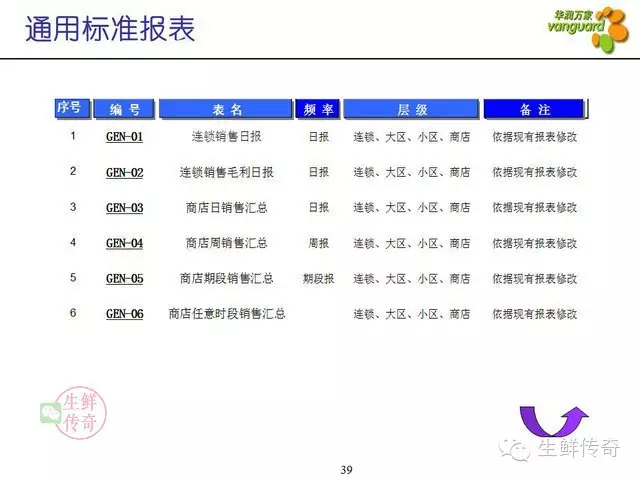 通用标准报表
华润万家
vanguard
序号 编 号 表 名 频 率 层 级 备 注
1 GEN-01 连锁销售日报 日报 连锁、大区、小区、商店 依据现有报表修改
2 GEN-02 连锁销售毛利日报 日报 连锁、大区、小区、商店 依据现有报表修改
3 GEN-03 商店日销售汇总 日报 连锁、大区、小区、商店 依据现有报表修改
4 GEN-04 商店周销售汇总 周报 连锁、大区、小区、商店 依据现有报表修改
5 GEN-05 商店期段销售汇总 期段报 连锁、大区、小区、商店 依据现有报表修改
6 GEN-06 商店任意时段销售汇总 连锁、大区、小区、商店 依据现有报表修改
生鲜
传奇
生鲜传奇
39